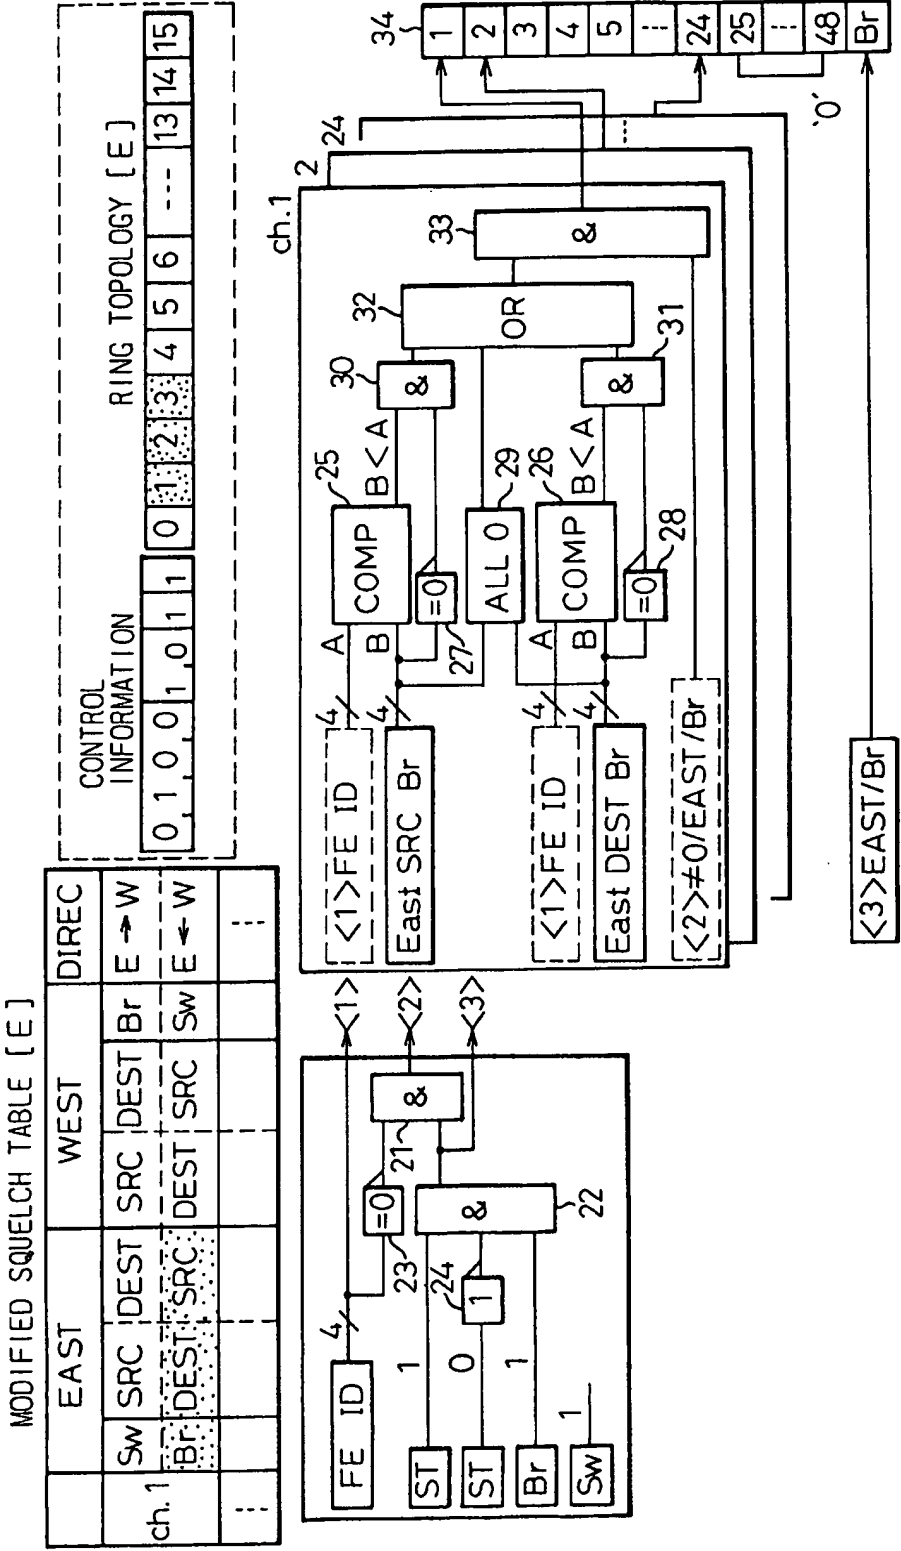 MODIFIED SQUELCH TABLE [E]
EAST WEST DIREC
ch. 1 Sw SRC DEST SRC DEST Br E→W
Br DEST SRC DEST SRC Sw E←W
CONTROL INFORMATION
0 1 0 0 1 0 1 1
RING TOPOLOGY [E]
0 1 2 3 4 5 6 ---- 13 14 15
FE ID
4
=0
23
&
21
<1>
<2>
<3>
ST 1
ST 0
1
24
Br 1
&
22
Sw 1
ch. 1
2
24
<1>FE ID
4
A
East SRC Br
4
B
COMP
25
B<A
=0
27
&
30
ALL 0
29
<1>FE ID
4
A
East DEST Br
4
B
COMP
26
B<A
=0
28
&
31
OR
32
<2>≠0/EAST/Br
&
33
34
1
2
3
4
5
24
25
48
Br
'0'
<3>EAST/Br